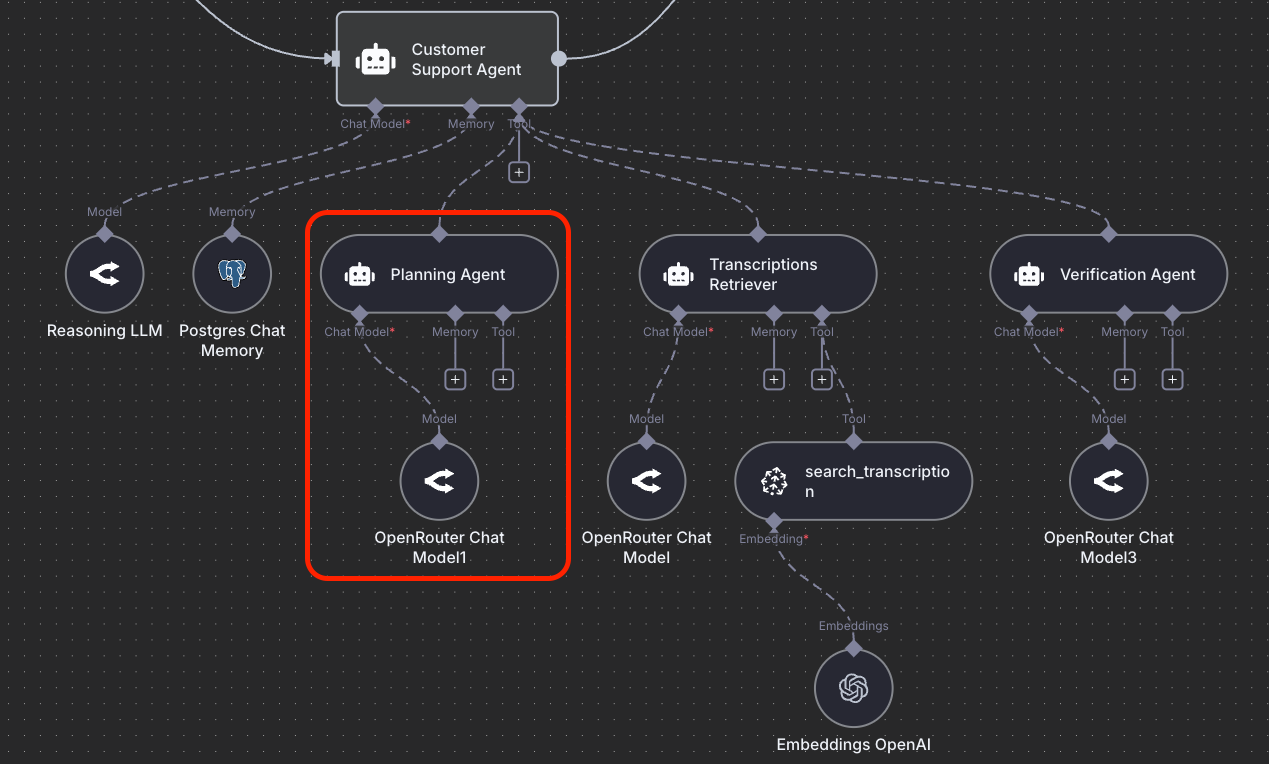 Customer
Support Agent
Chat Model*
Memory
Tool
Model
Memory
Reasoning LLM
Postgres Chat
Memory
Planning Agent
Chat Model*
Memory
Tool
Model
OpenRouter Chat
Model1
Transcriptions
Retriever
Chat Model*
Memory
Tool
Model
OpenRouter Chat
Model
Tool
search_transcriptio
n
Embedding*
Embeddings
Embeddings OpenAI
Verification Agent
Chat Model*
Memory
Tool
Model
OpenRouter Chat
Model3